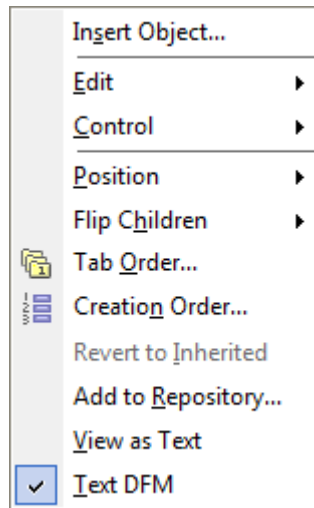 Insert Object...
Edit
Control
Position
Flip Children
Tab Order...
Creation Order...
Revert to Inherited
Add to Repository...
View as Text
Text DFM